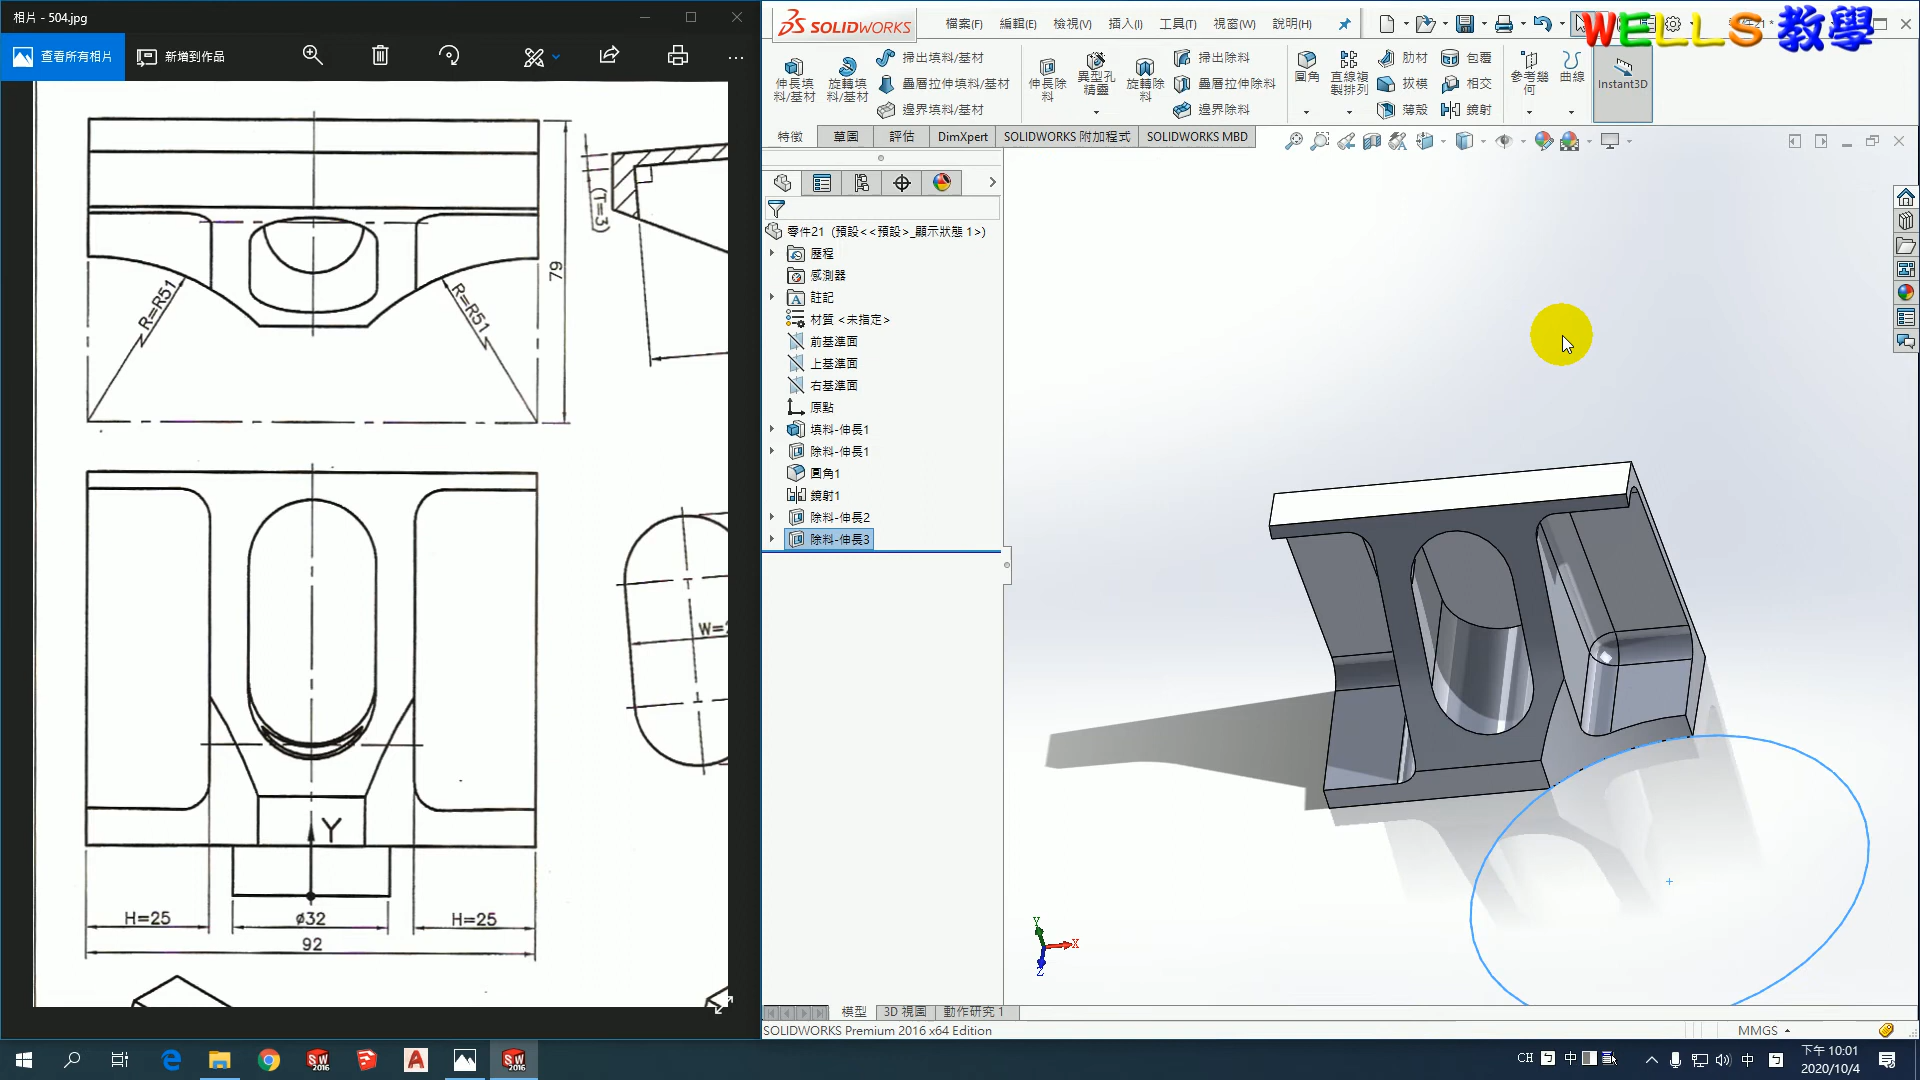 相片 - 504.jpg
查看所有相片
新增到作品
79
R=R51
R=R51
(T=3)
W=
Y
H=25
ø32
H=25
92
SOLIDWORKS
檔案(F)
編輯(E)
檢視(V)
插入(I)
工具(T)
視窗(W)
說明(H)
WELLS 教學
伸長填料/基材
旋轉填料/基材
掃出填料/基材
疊層拉伸填料/基材
邊界填料/基材
伸長除料
異型孔精靈
旋轉除料
掃出除料
疊層拉伸除料
邊界除料
圓角
直線複製排列
肋材
拔模
薄殼
包覆
相交
鏡射
參考幾何
曲線
Instant3D
特徵
草圖
評估
DimXpert
SOLIDWORKS 附加程式
SOLIDWORKS MBD
零件21 (預設<<預設>_顯示狀態 1>)
歷程
感測器
註記
材質 <未指定>
前基準面
上基準面
右基準面
原點
填料-伸長1
除料-伸長1
圓角1
鏡射1
除料-伸長2
除料-伸長3
Y
X
Z
模型
3D 視圖
動作研究 1
SOLIDWORKS Premium 2016 x64 Edition
MMGS
CH
中
中
下午 10:01
2020/10/4